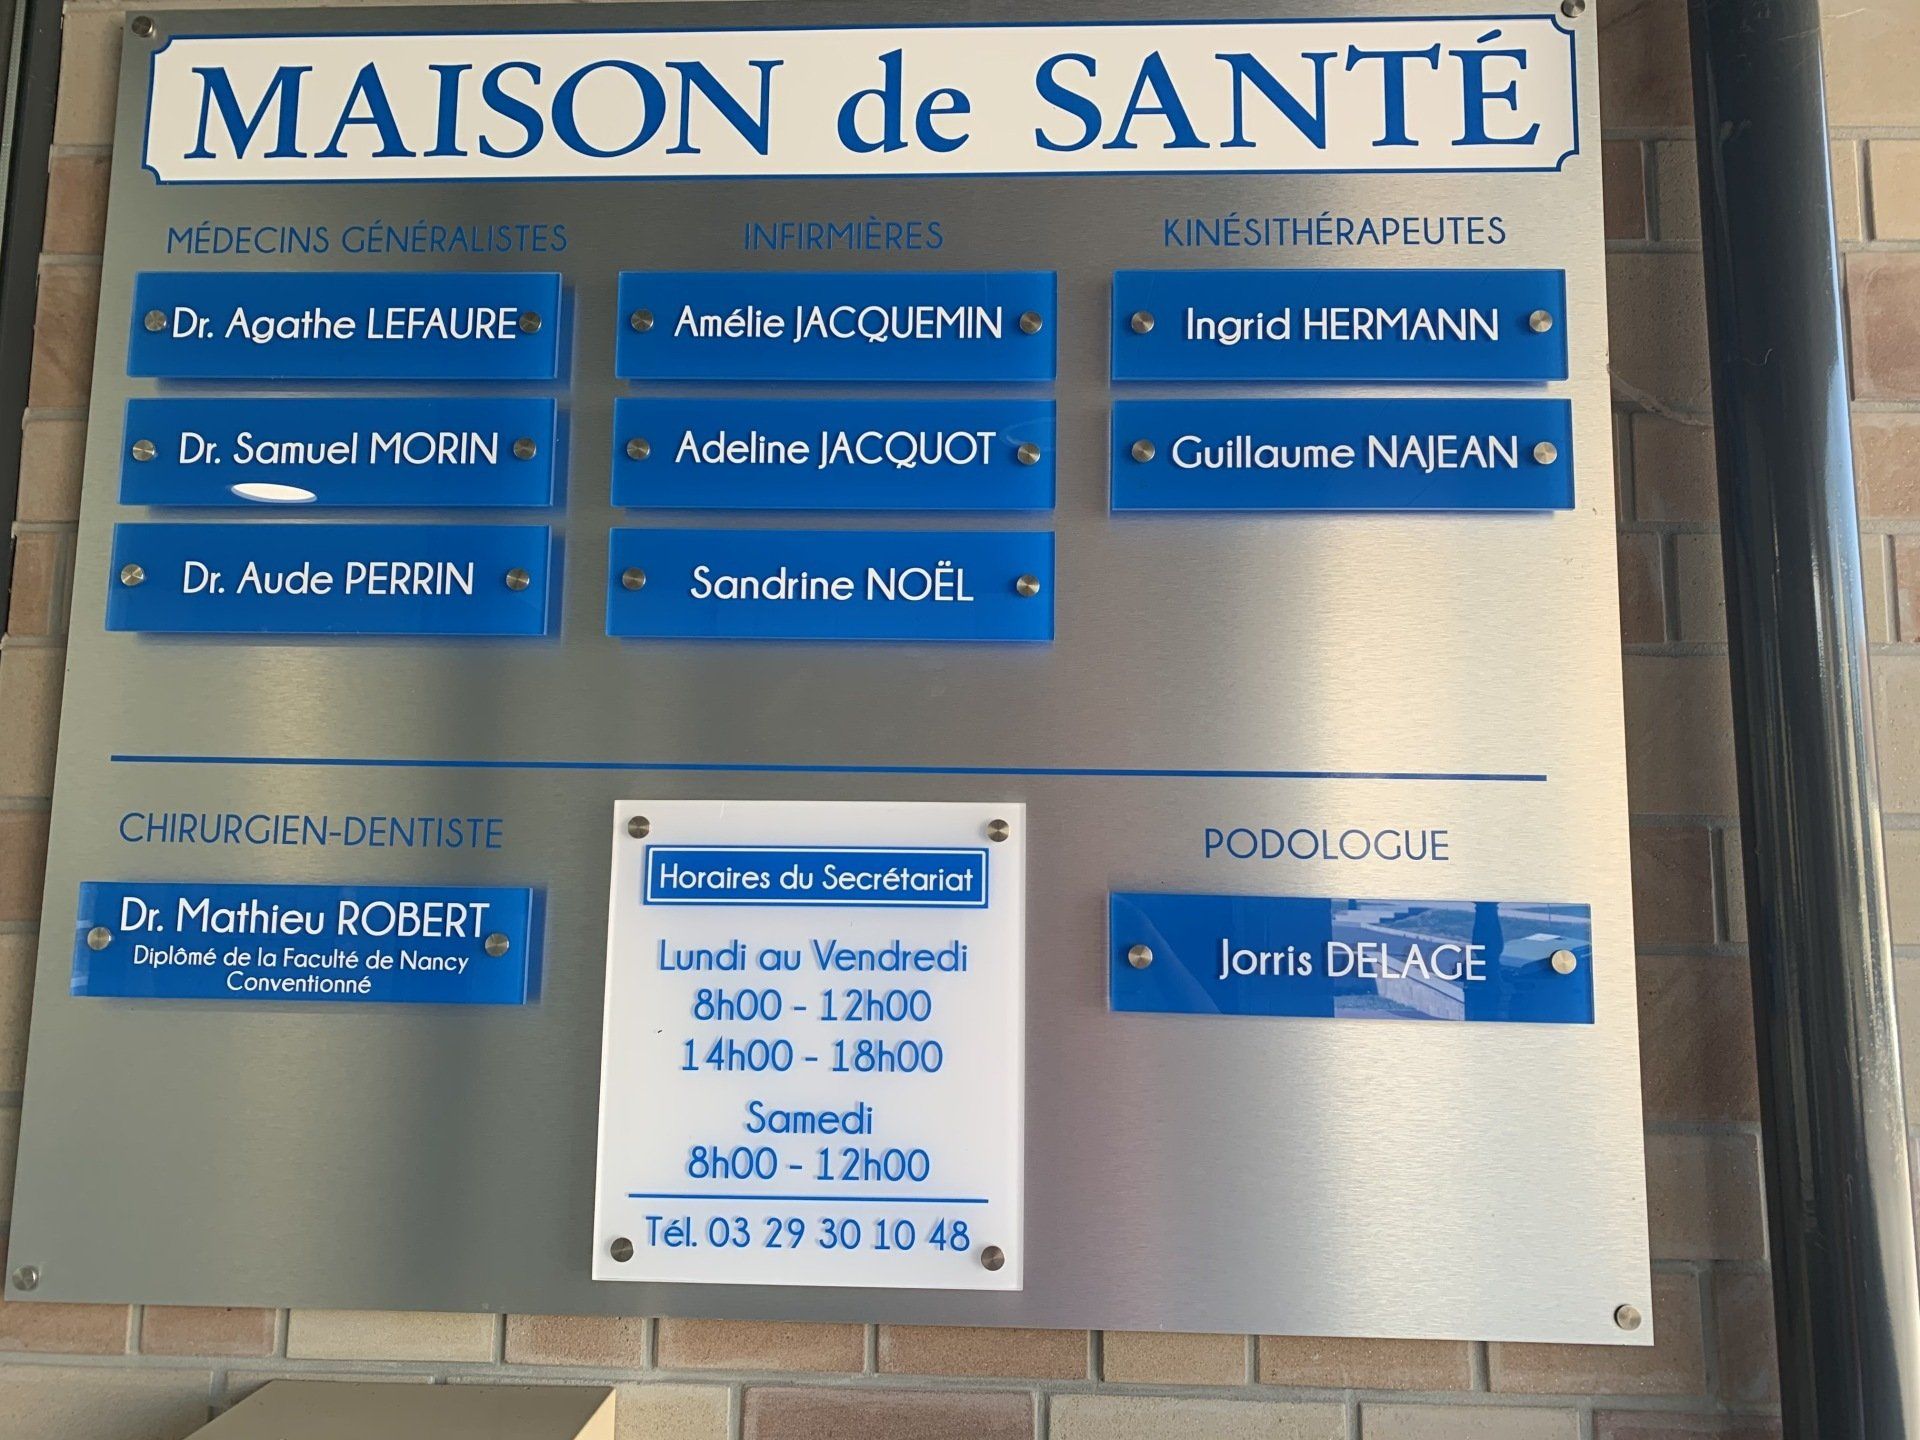 MAISON de SANTÉ
MÉDECINS GÉNÉRALISTES
Dr. Agathe LEFAURE
Dr. Samuel MORIN
Dr. Aude PERRIN
INFIRMIÈRES
Amélie JACQUEMIN
Adeline JACQUOT
Sandrine NOËL
KINÉSITHÉRAPEUTES
Ingrid HERMANN
Guillaume NAJEAN
CHIRURGIEN-DENTISTE
Dr. Mathieu ROBERT
Diplômé de la Faculté de Nancy
Conventionné
Horaires du Secrétariat
Lundi au Vendredi
8h00 - 12h00
14h00 - 18h00
Samedi
8h00 - 12h00
Tél. 03 29 30 10 48
PODOLOGUE
Jorris DELAGE